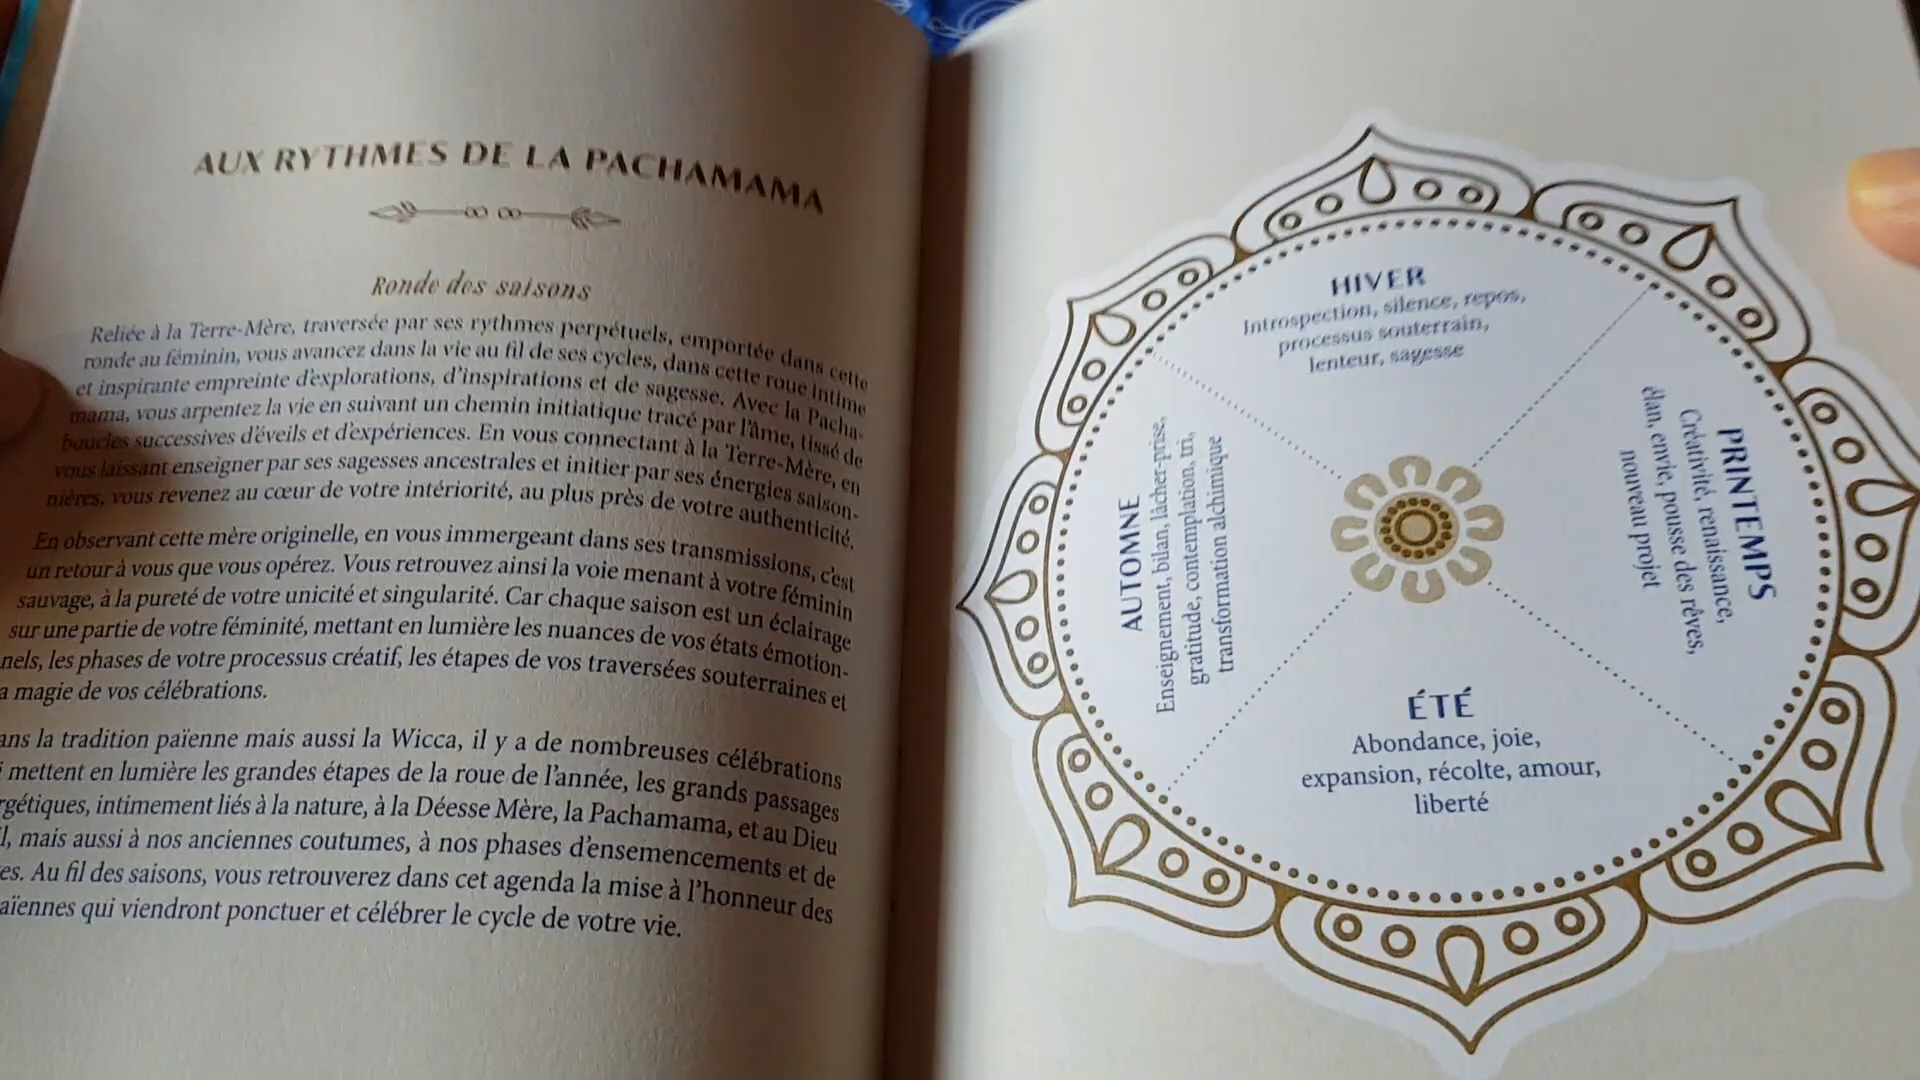 AUX RYTHMES DE LA PACHAMAMA
Ronde des saisons
Reliée à la Terre-Mère, traversée par ses rythmes perpétuels, emportée dans cette
ronde au féminin, vous avancez dans la vie au fil de ses cycles, dans cette roue intime
et inspirante empreinte d'explorations, d'inspirations et de sagesse. Avec la Pacha-
mama, vous arpentez la vie en suivant un chemin initiatique tracé par l'âme, tissé de
boucles successives d'éveils et d'expériences. En vous connectant à la Terre-Mère, en
vous laissant enseigner par ses sagesses ancestrales et initier par ses énergies saison-
nières, vous revenez au cœur de votre intériorité, au plus près de votre authenticité.
En observant cette mère originelle, en vous immergeant dans ses transmissions, c'est
un retour à vous que vous opérez. Vous retrouvez ainsi la voie menant à votre féminin
sauvage, à la pureté de votre unicité et singularité. Car chaque saison est un éclairage
sur une partie de votre féminité, mettant en lumière les nuances de vos états émotion-
nels, les phases de votre processus créatif, les étapes de vos traversées souterraines et
a magie de vos célébrations.
ans la tradition païenne mais aussi la Wicca, il y a de nombreuses célébrations
i mettent en lumière les grandes étapes de la roue de l'année, les grands passages
rgétiques, intimement liés à la nature, à la Déesse Mère, la Pachamama, et au Dieu
l, mais aussi à nos anciennes coutumes, à nos phases d'ensemencements et de
es. Au fil des saisons, vous retrouverez dans cet agenda la mise à l'honneur des
aïennes qui viendront ponctuer et célébrer le cycle de votre vie.
HIVER
Introspection, silence, repos,
processus souterrain,
lenteur, sagesse
PRINTEMPS
Créativité, renaissance,
élan, envie, pousse des rêves,
nouveau projet
ÉTÉ
Abondance, joie,
expansion, récolte, amour,
liberté
AUTOMNE
Enseignement, bilan, lâcher-prise,
gratitude, contemplation, tri,
transformation alchimique